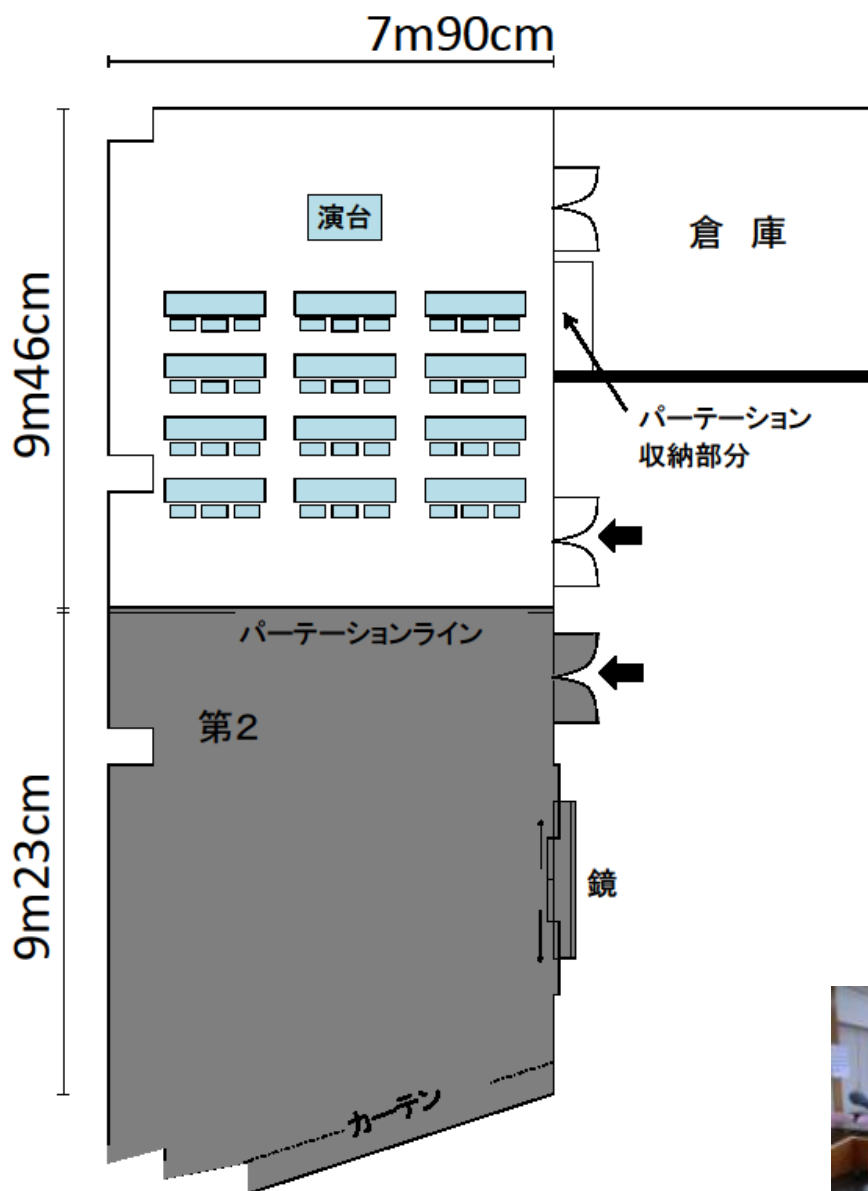 7m90cm
演台
倉 庫
9m46cm
パーテーション
収納部分
パーテーションライン
第２
9m23cm
鏡
カーテン